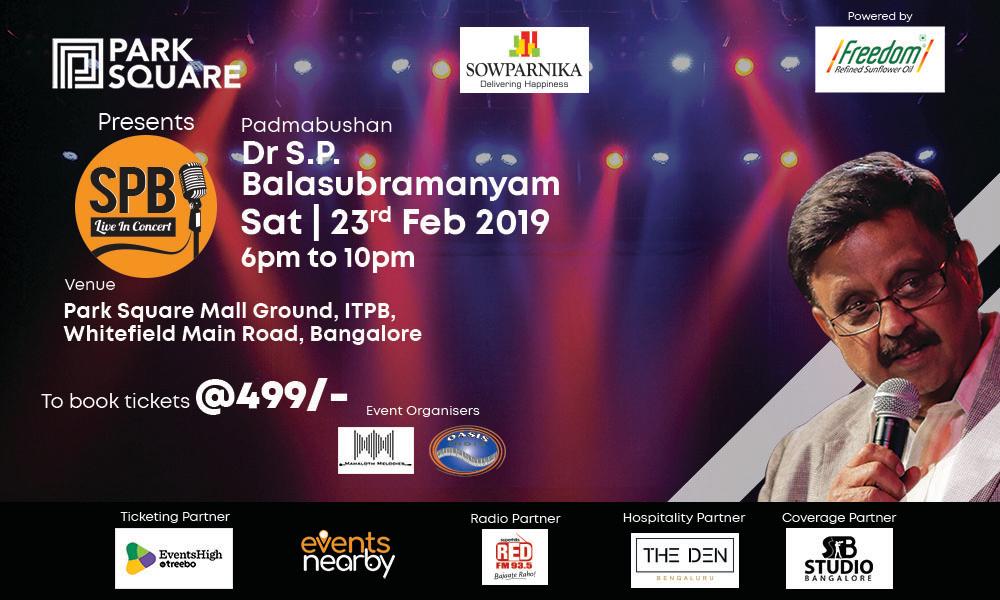 PARK
SQUARE
SOWPARNIKA
Delivering Happiness
Powered by
Freedom
Refined Sunflower Oil
Presents
SPB
Live In Concert
Padmabushan
Dr S.P.
Balasubramanyam
Sat | 23rd Feb 2019
6pm to 10pm
Venue
Park Square Mall Ground, ITPB,
Whitefield Main Road, Bangalore
To book tickets @499/-
Event Organisers
MAHALOTH MELODIES
OASIS
Ticketing Partner
EventsHigh
treebo
events
nearby
Radio Partner
superhits
RED
FM 93.5
Bajaate Raho!
Hospitality Partner
THE DEN
BENGALURU
Coverage Partner
SRB
STUDIO
BANGALORE